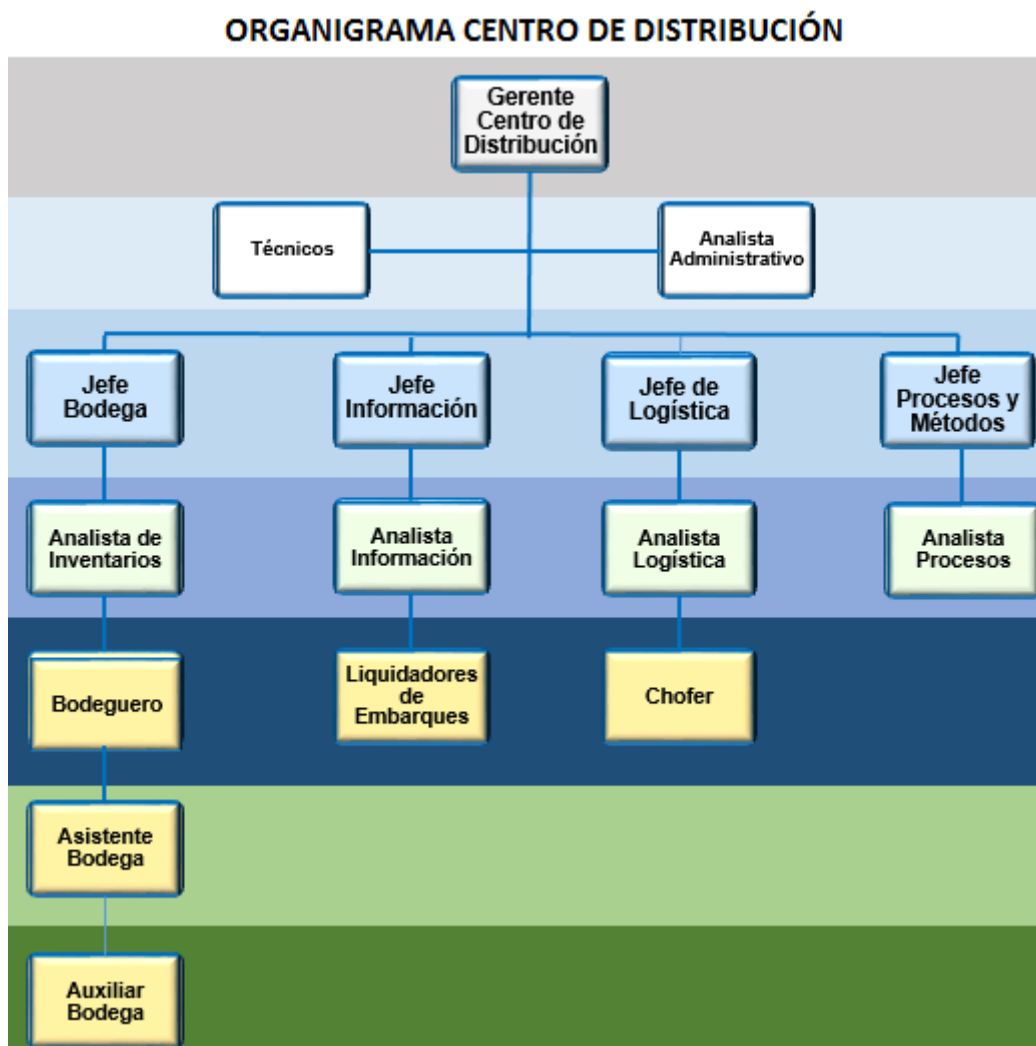 ORGANIGRAMA CENTRO DE DISTRIBUCIÓN
Gerente
Centro de
Distribución
Técnicos
Analista
Administrativo
Jefe
Bodega
Jefe
Información
Jefe de
Logística
Jefe
Procesos y
Métodos
Analista de
Inventarios
Analista
Información
Analista
Logística
Analista
Procesos
Bodeguero
Liquidadores
de
Embarques
Chofer
Asistente
Bodega
Auxiliar
Bodega